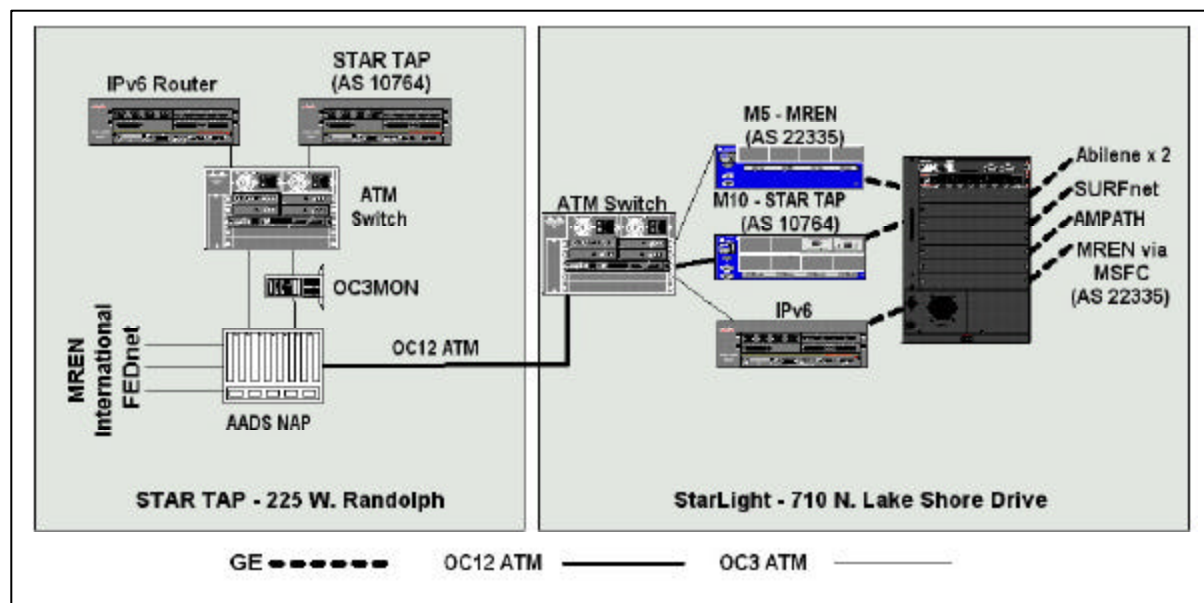 IPv6 Router
STAR TAP
(AS 10764)
ATM
Switch
OC3MON
MREN
International
FEDnet
AADS NAP
OC12 ATM
STAR TAP - 225 W. Randolph
ATM Switch
M5 - MREN
(AS 22335)
M10 - STAR TAP
(AS 10764)
IPv6
Abilene x 2
SURFnet
AMPATH
MREN via
MSFC
(AS 22335)
StarLight - 710 N. Lake Shore Drive
GE
OC12 ATM
OC3 ATM